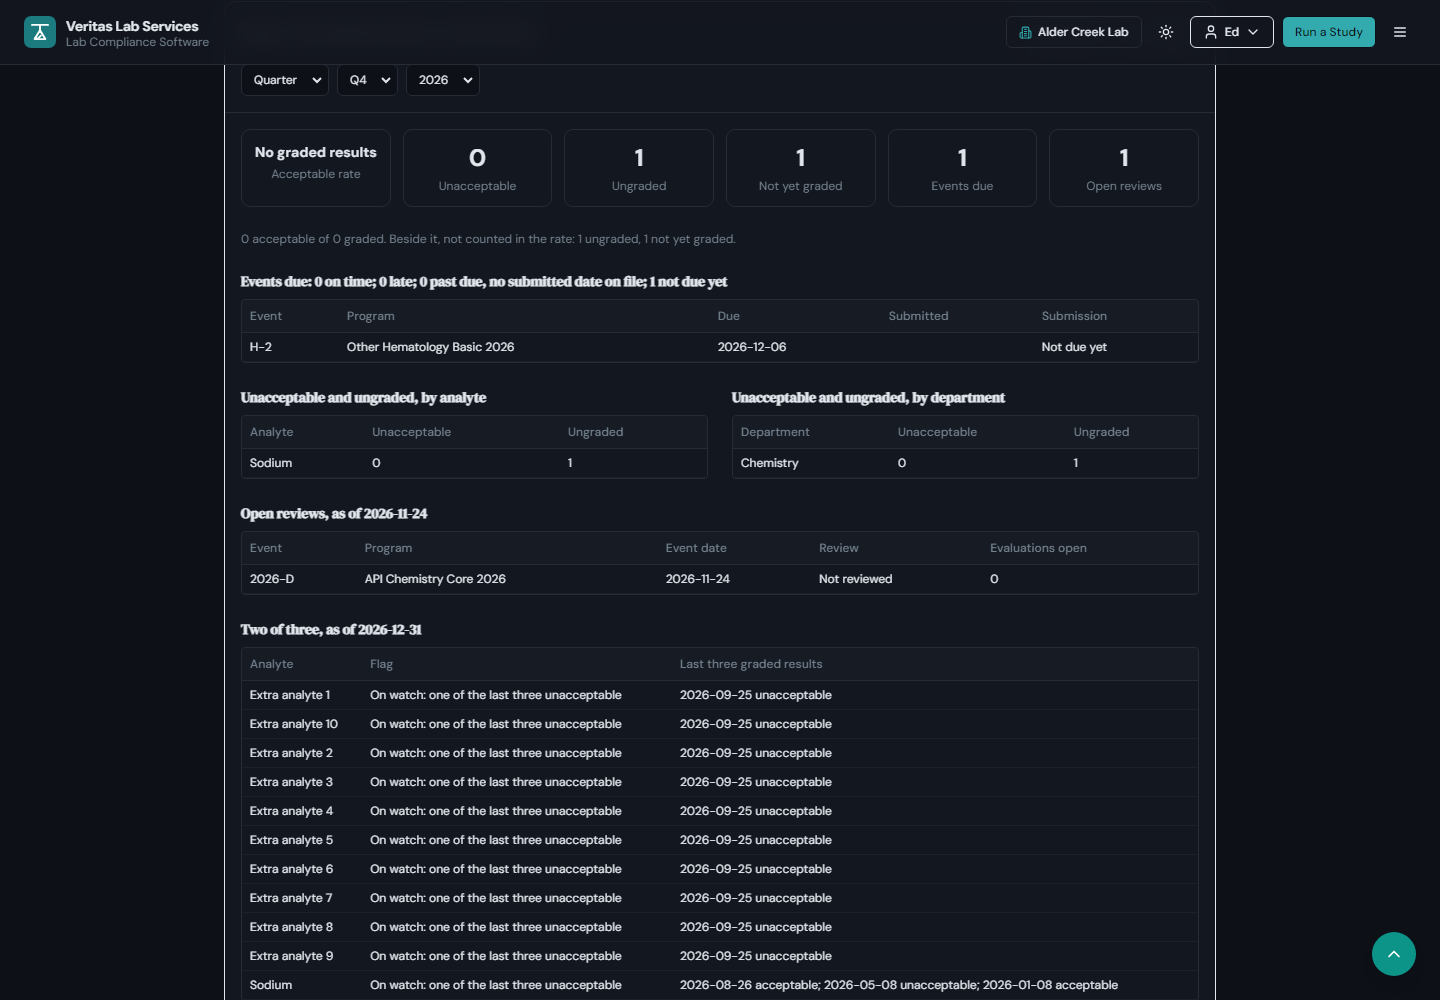 Veritas Lab Services
Lab Compliance Software
Alder Creek Lab
Ed
Run a Study
Quarter Q4 2026
No graded results
Acceptable rate
0
Unacceptable
1
Ungraded
1
Not yet graded
1
Events due
1
Open reviews
0 acceptable of 0 graded. Beside it, not counted in the rate: 1 ungraded, 1 not yet graded.
Events due: 0 on time; 0 late; 0 past due, no submitted date on file; 1 not due yet
Event Program Due Submitted Submission
H-2 Other Hematology Basic 2026 2026-12-06 Not due yet
Unacceptable and ungraded, by analyte
Analyte Unacceptable Ungraded
Sodium 0 1
Unacceptable and ungraded, by department
Department Unacceptable Ungraded
Chemistry 0 1
Open reviews, as of 2026-11-24
Event Program Event date Review Evaluations open
2026-D API Chemistry Core 2026 2026-11-24 Not reviewed 0
Two of three, as of 2026-12-31
Analyte Flag Last three graded results
Extra analyte 1 On watch: one of the last three unacceptable 2026-09-25 unacceptable
Extra analyte 10 On watch: one of the last three unacceptable 2026-09-25 unacceptable
Extra analyte 2 On watch: one of the last three unacceptable 2026-09-25 unacceptable
Extra analyte 3 On watch: one of the last three unacceptable 2026-09-25 unacceptable
Extra analyte 4 On watch: one of the last three unacceptable 2026-09-25 unacceptable
Extra analyte 5 On watch: one of the last three unacceptable 2026-09-25 unacceptable
Extra analyte 6 On watch: one of the last three unacceptable 2026-09-25 unacceptable
Extra analyte 7 On watch: one of the last three unacceptable 2026-09-25 unacceptable
Extra analyte 8 On watch: one of the last three unacceptable 2026-09-25 unacceptable
Extra analyte 9 On watch: one of the last three unacceptable 2026-09-25 unacceptable
Sodium On watch: one of the last three unacceptable 2026-08-26 acceptable; 2026-05-08 unacceptable; 2026-01-08 acceptable